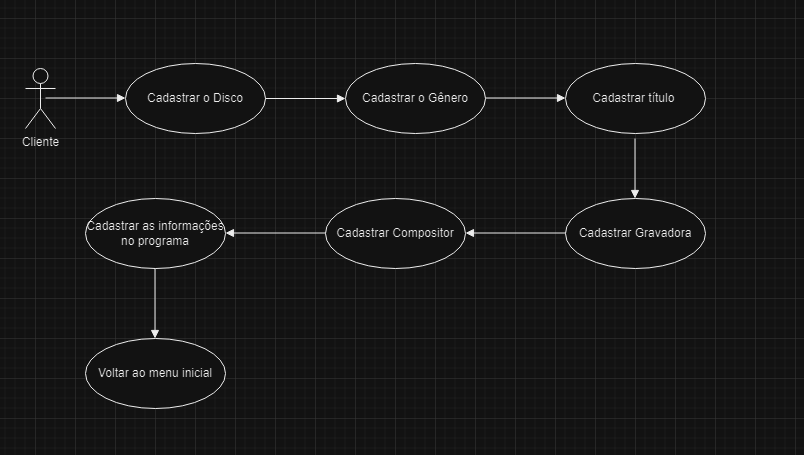 Cadastrar o Disco
Cadastrar o Gênero
Cadastrar título
Cliente
Cadastrar as informações
no programa
Cadastrar Compositor
Cadastrar Gravadora
Voltar ao menu inicial